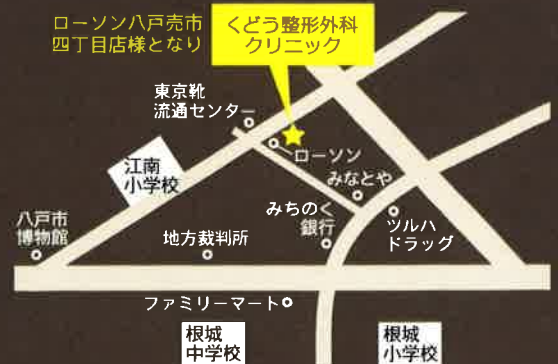 ローソン八戸売市
四丁目店様となり
くどう整形外科
クリニック
東京靴
流通センター
ローソン
江南
小学校
みなとや
八戸市
博物館
地方裁判所
みちのく
銀行
ツルハ
ドラッグ
ファミリーマート
根城
中学校
根城
小学校